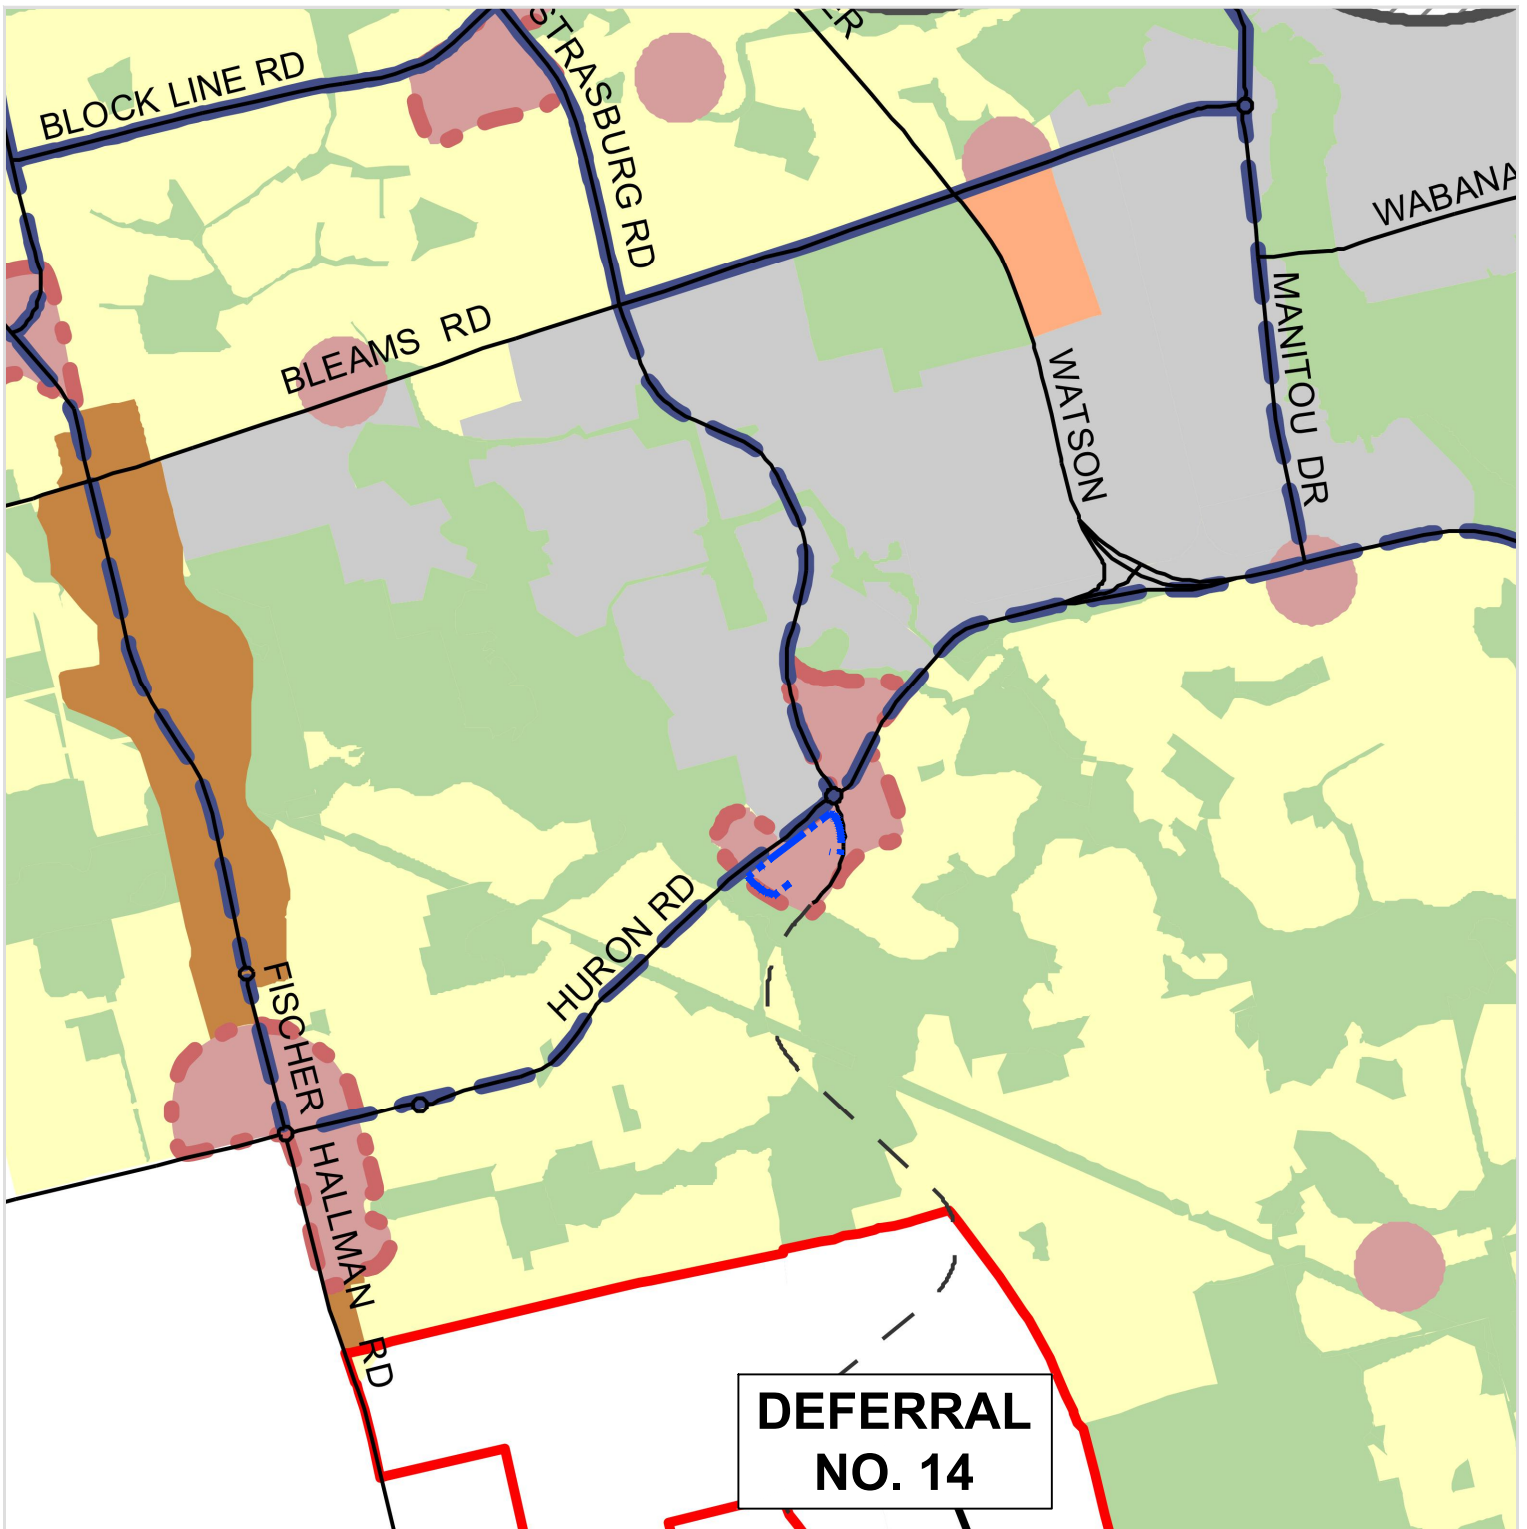 BLOCK LINE RD
STRASBURG RD
ER
WABANA
BLEAMS RD
MANITOU DR
WATSON
HURON RD
FISCHER HALLMAN RD
DEFERRAL
NO. 14